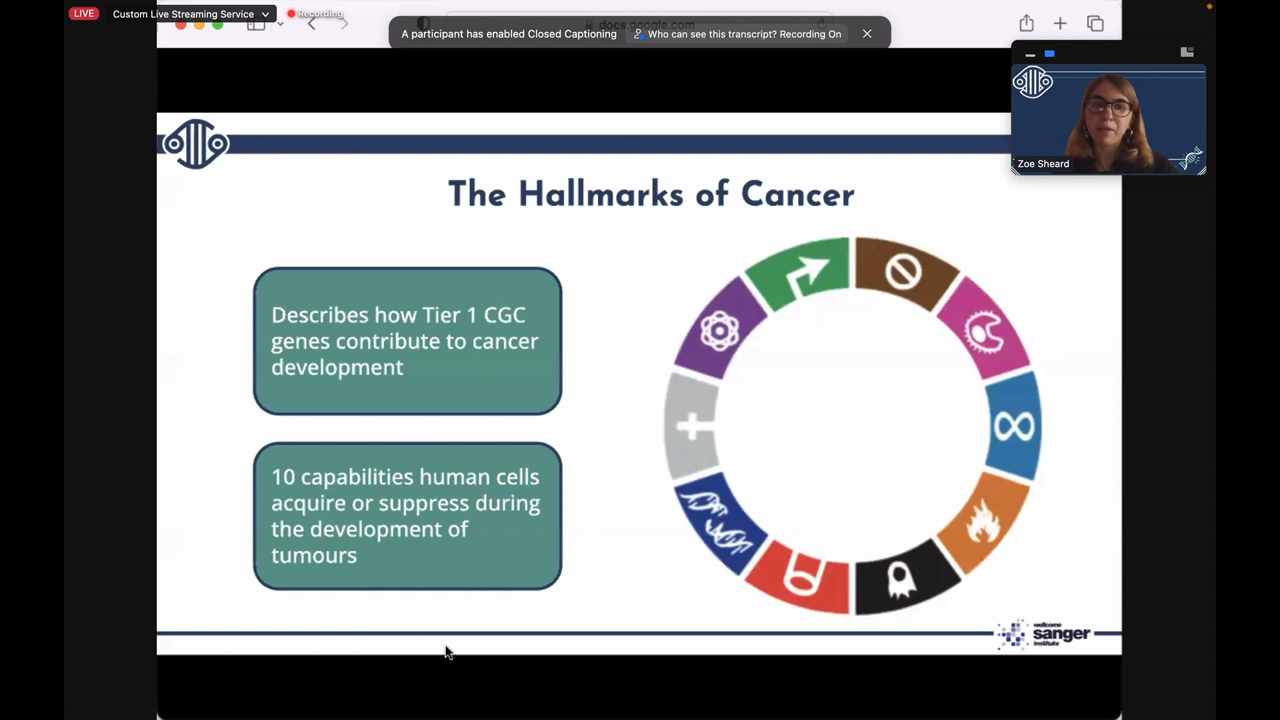 LIVE
Custom Live Streaming Service
Recording
docs.google.com
A participant has enabled Closed Captioning
Who can see this transcript? Recording On
Zoe Sheard
The Hallmarks of Cancer
Describes how Tier 1 CGC
genes contribute to cancer
development
10 capabilities human cells
acquire or suppress during
the development of
tumours
wellcome
sanger
institute